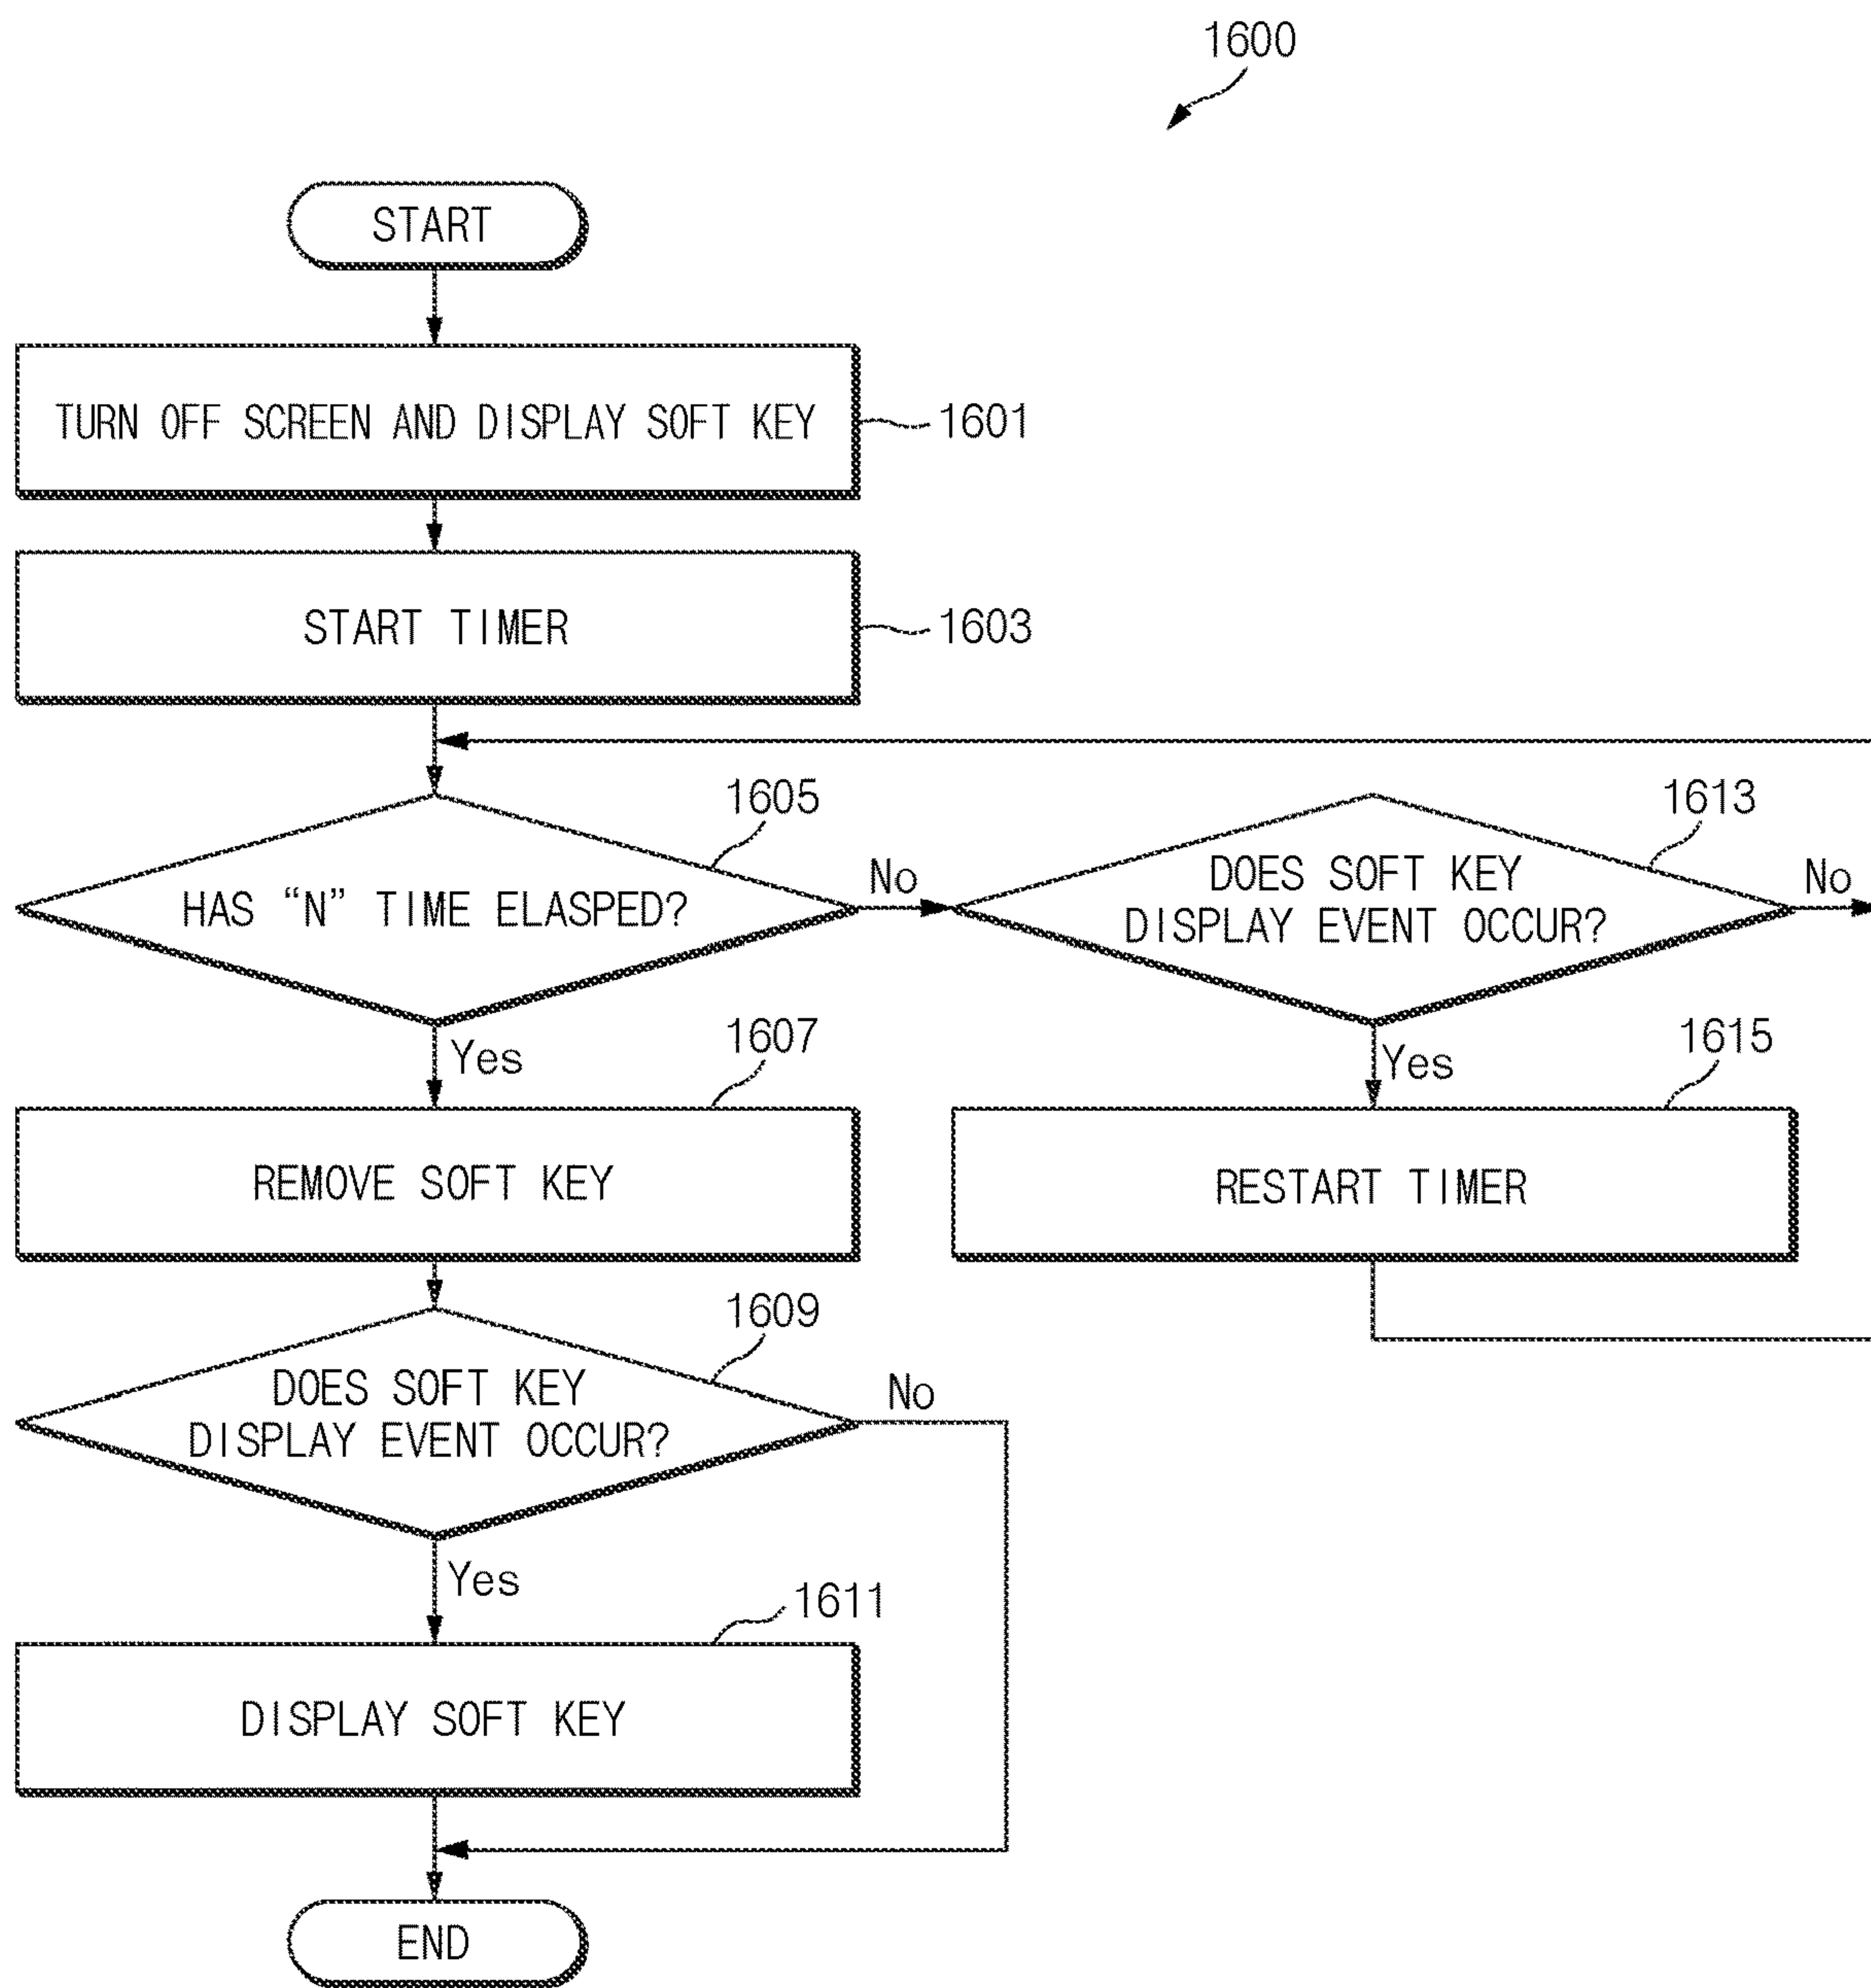 1600
START
TURN OFF SCREEN AND DISPLAY SOFT KEY
1601
START TIMER
1603
1605
HAS “N” TIME ELASPED?
No
1613
DOES SOFT KEY
DISPLAY EVENT OCCUR?
No
Yes
1607
REMOVE SOFT KEY
Yes
1615
RESTART TIMER
1609
DOES SOFT KEY
DISPLAY EVENT OCCUR?
No
Yes
1611
DISPLAY SOFT KEY
END